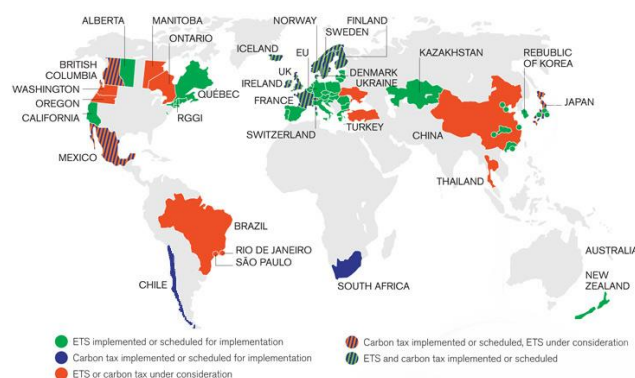 ALBERTA
MANITOBA
ONTARIO
BRITISH
COLUMBIA
WASHINGTON
OREGON
CALIFORNIA
QUÉBEC
RGGI
MEXICO
ICELAND
NORWAY
SWEDEN
FINLAND
EU
UK
IRELAND
FRANCE
DENMARK
UKRAINE
SWITZERLAND
TURKEY
KAZAKHSTAN
REBUBLIC
OF KOREA
JAPAN
CHINA
THAILAND
BRAZIL
RIO DE JANEIRO
SÃO PAULO
CHILE
SOUTH AFRICA
AUSTRALIA
NEW
ZEALAND
ETS implemented or scheduled for implementation
Carbon tax implemented or scheduled for implementation
ETS or carbon tax under consideration
Carbon tax implemented or scheduled, ETS under consideration
ETS and carbon tax implemented or scheduled